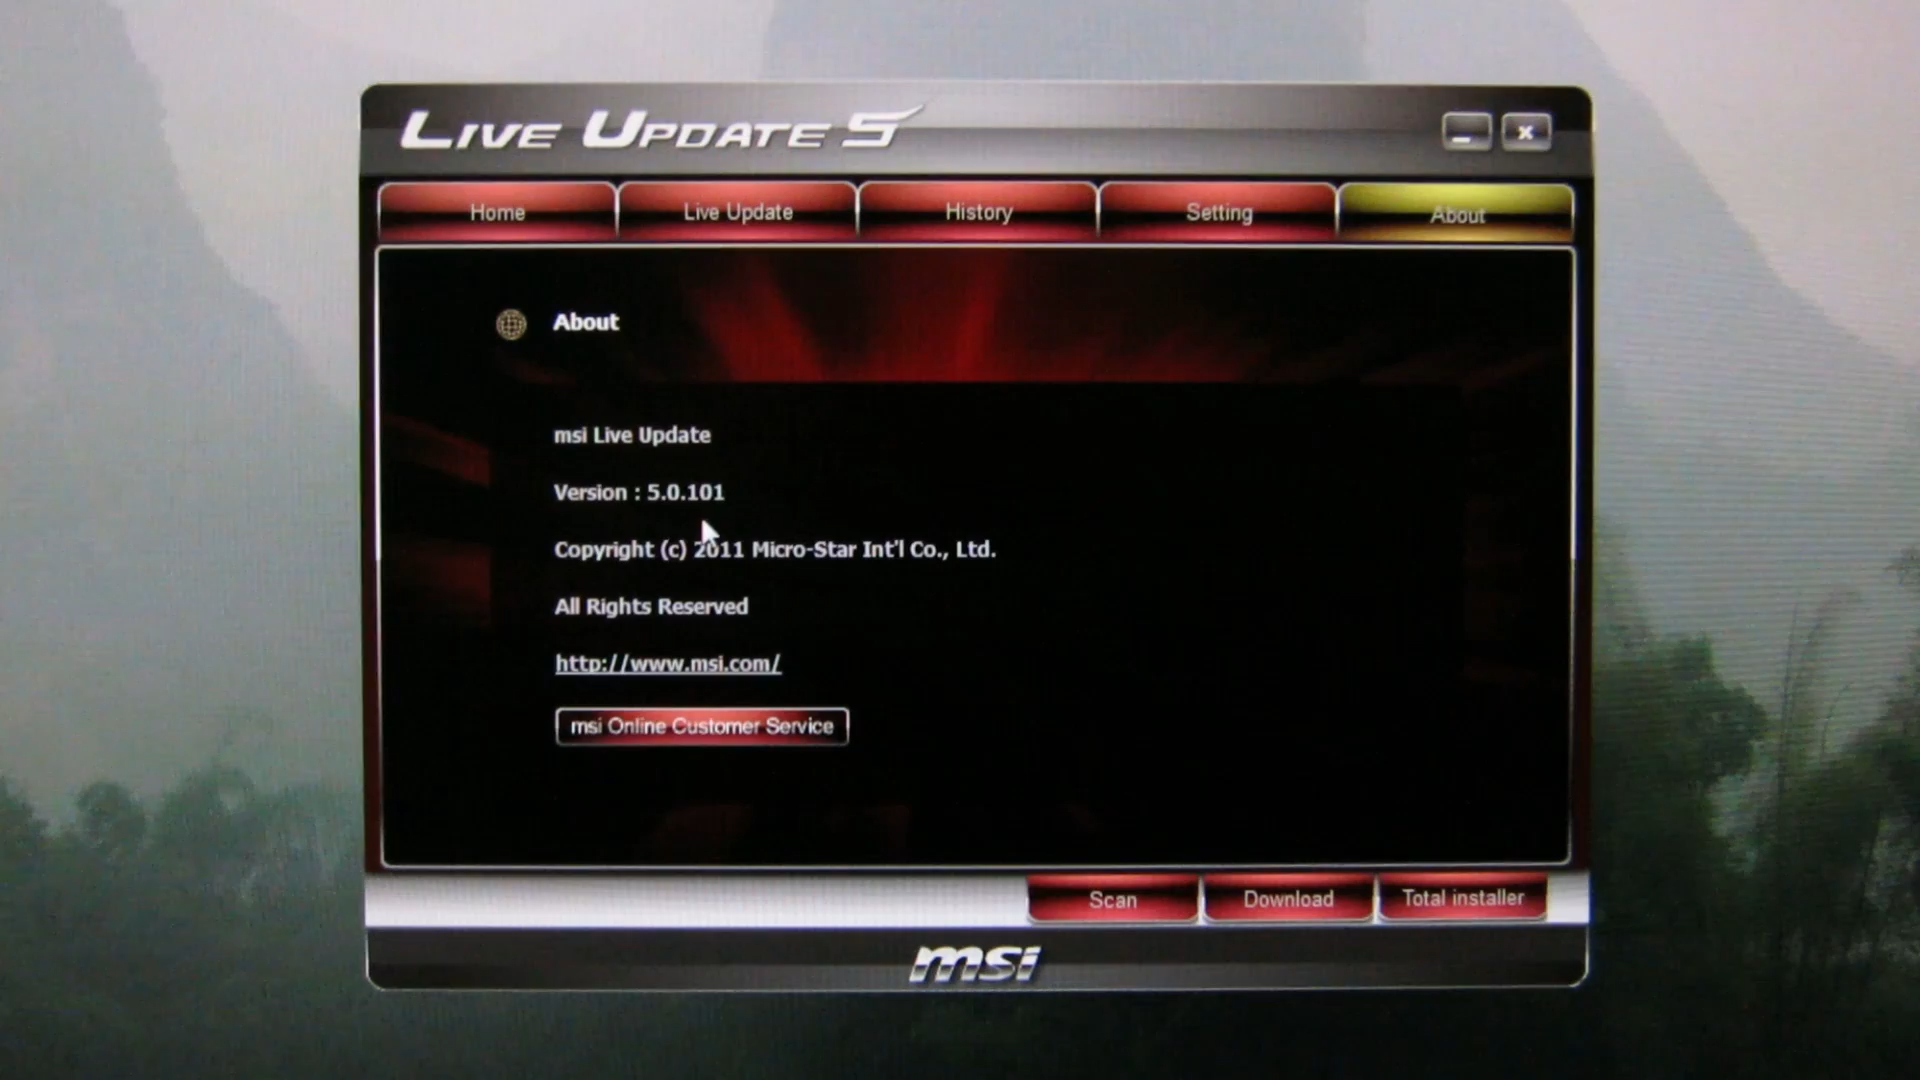 LIVE UPDATE 5
Home
Live Update
History
Setting
About
About
msi Live Update
Version : 5.0.101
Copyright (c) 2011 Micro-Star Int'l Co., Ltd.
All Rights Reserved
http://www.msi.com/
msi Online Customer Service
Scan
Download
Total installer
msi